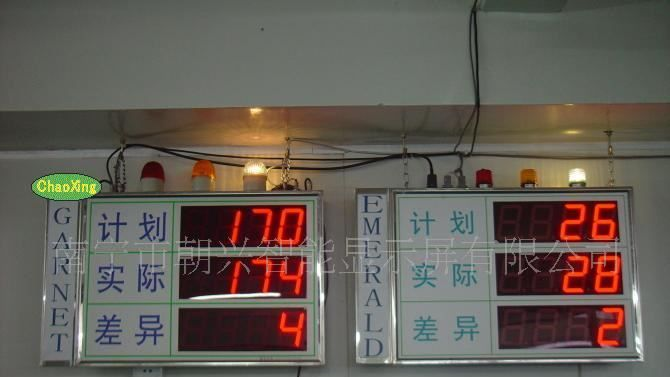 ChaoXing
GARNET
计划 170
实际 174
差异 4
EMERALD
计划 26
实际 28
差异 2
南宁市朝兴智能显示屏有限公司